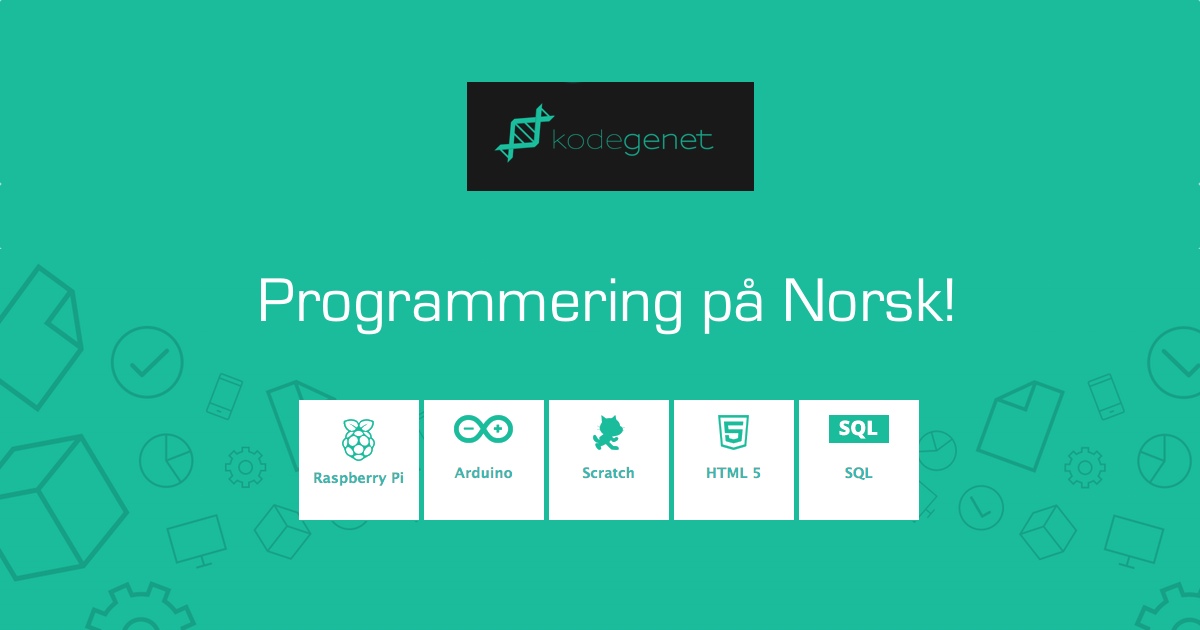 kodegenet
Programmering på Norsk!
Raspberry Pi
Arduino
Scratch
HTML 5
SQL
SQL